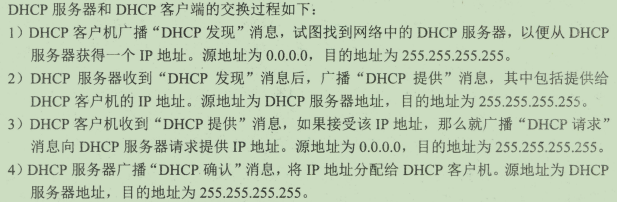 DHCP 服务器和 DHCP 客户端的交换过程如下：
1）DHCP 客户机广播“DHCP 发现”消息，试图找到网络中的 DHCP 服务器，以便从 DHCP
服务器获得一个 IP 地址。源地址为 0.0.0.0，目的地址为 255.255.255.255。
2）DHCP 服务器收到“DHCP 发现”消息后，广播“DHCP 提供”消息，其中包括提供给
DHCP 客户机的 IP 地址。源地址为 DHCP 服务器地址，目的地址为 255.255.255.255。
3）DHCP 客户机收到“DHCP 提供”消息，如果接受该 IP 地址，那么就广播“DHCP 请求”
消息向 DHCP 服务器请求提供 IP 地址。源地址为 0.0.0.0，目的地址为 255.255.255.255。
4）DHCP 服务器广播“DHCP 确认”消息，将 IP 地址分配给 DHCP 客户机。源地址为 DHCP
服务器地址，目的地址为 255.255.255.255。